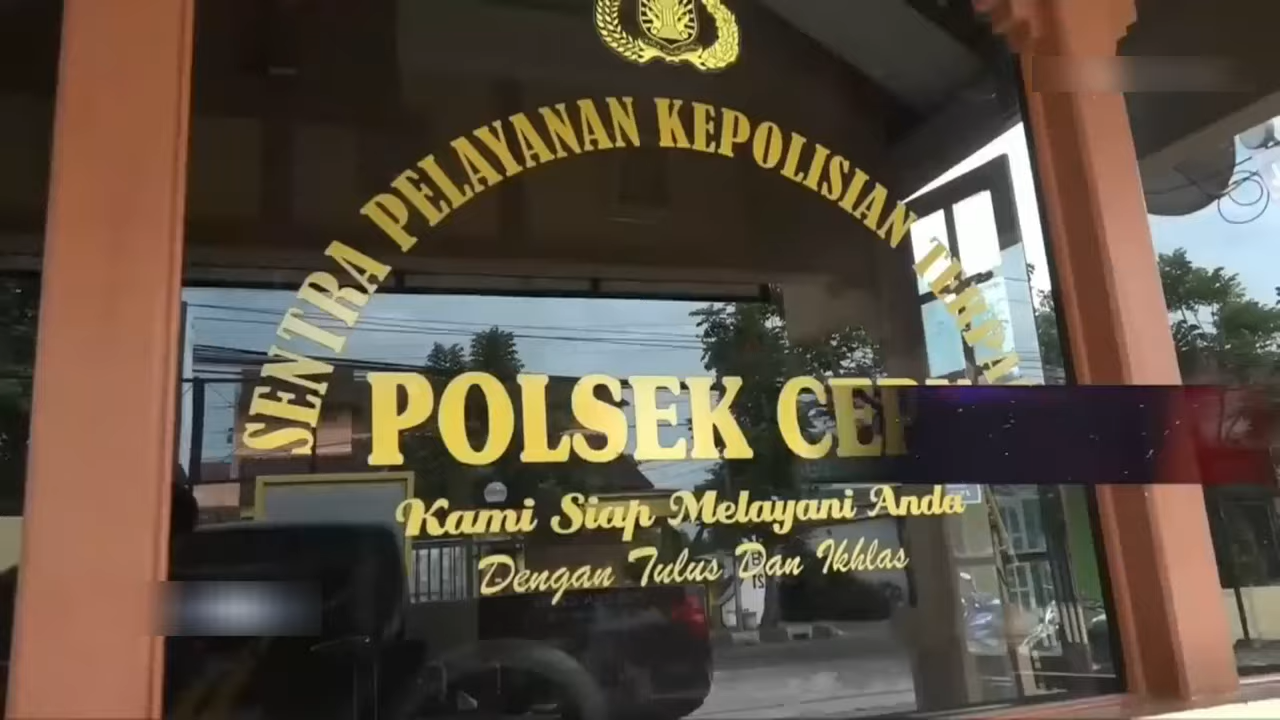 SENTRA PELAYANAN KEPOLISIAN
POLSEK
Kami Siap Melayani Anda
Dengan Tulus Dan Ikhlas